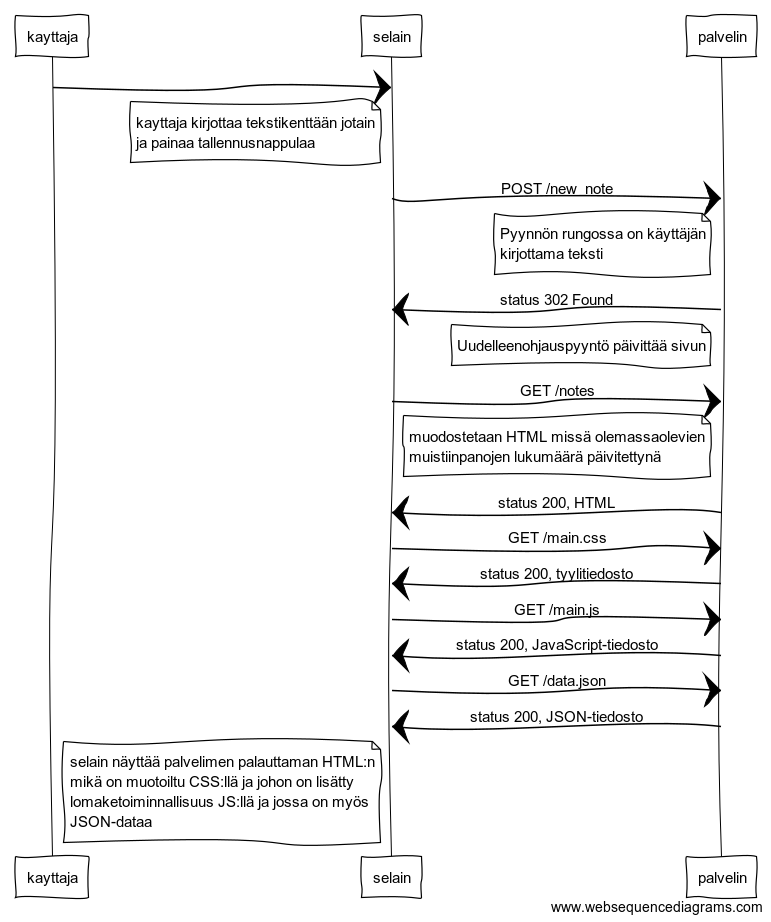 kayttaja selain palvelin
kayttaja kirjottaa tekstikenttään jotain
ja painaa tallennusnappulaa
POST /new_note
Pyynnön rungossa on käyttäjän
kirjottama teksti
status 302 Found
Uudelleenohjauspyyntö päivittää sivun
GET /notes
muodostetaan HTML missä olemassaolevien
muistiinpanojen lukumäärä päivitettynä
status 200, HTML
GET /main.css
status 200, tyylitiedosto
GET /main.js
status 200, JavaScript-tiedosto
GET /data.json
status 200, JSON-tiedosto
selain näyttää palvelimen palauttaman HTML:n
mikä on muotoiltu CSS:llä ja johon on lisätty
lomaketoiminnallisuus JS:llä ja jossa on myös
JSON-dataa
kayttaja selain palvelin
www.websequencediagrams.com